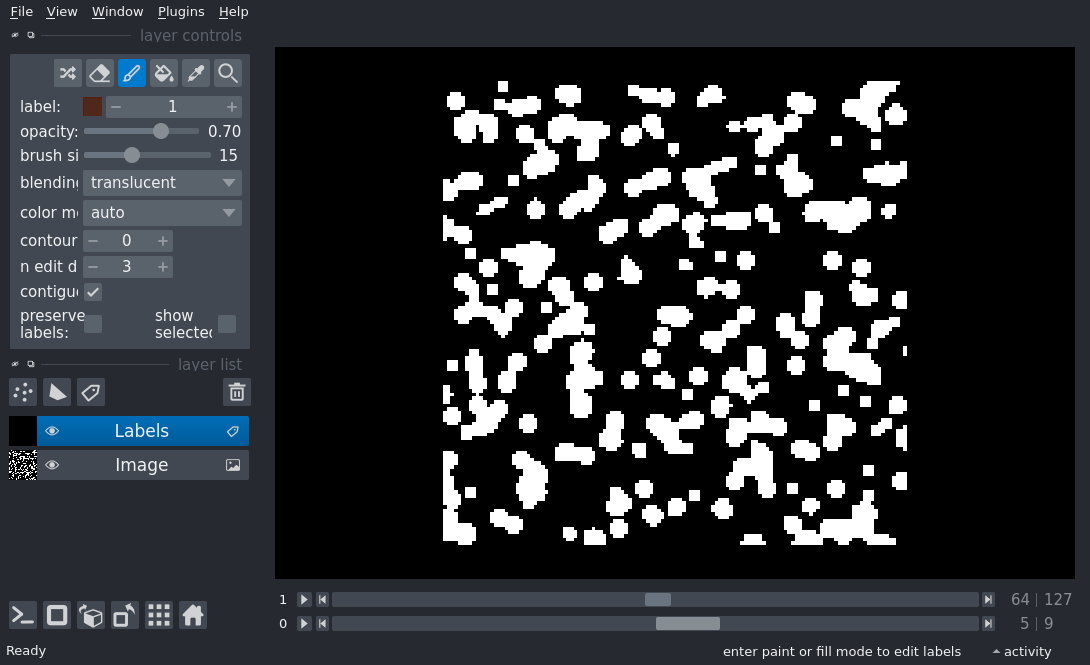 File View Window Plugins Help
layer controls
label: 1
opacity: 0.70
brush si 15
blending translucent
color m auto
contour 0
n edit d 3
contigu
preserve labels: show selected
layer list
Labels
Image
1 64 | 127
0 5 | 9
Ready enter paint or fill mode to edit labels activity